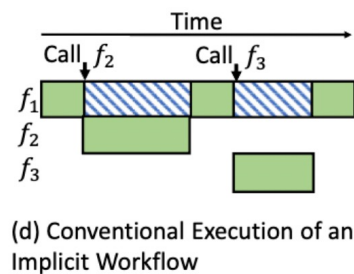 Time
Call f₂ Call f₃
f₁
f₂
f₃
(d) Conventional Execution of an
Implicit Workflow